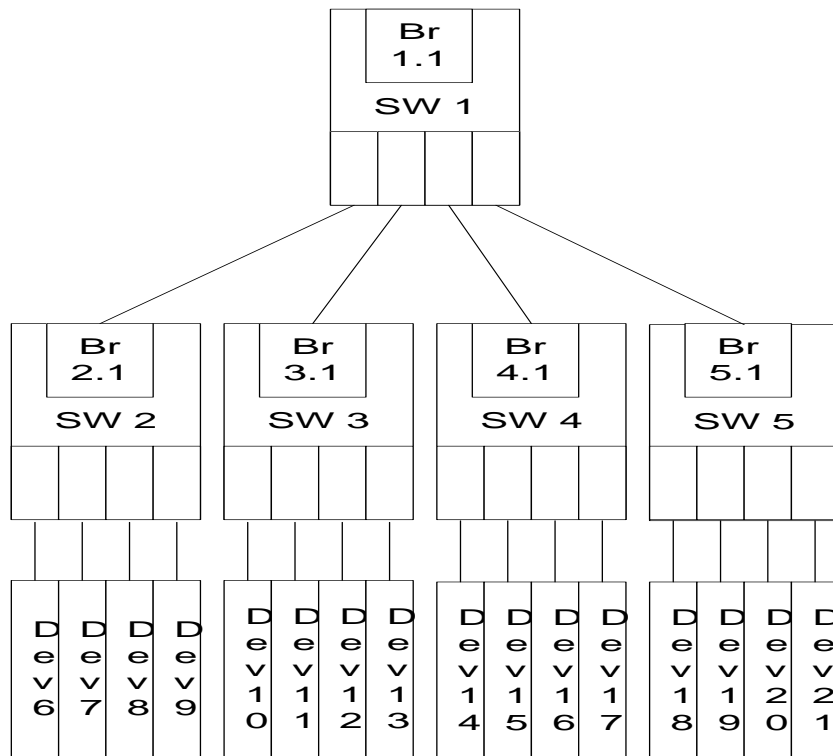 Br
1.1
SW 1
Br
2.1
SW 2
Br
3.1
SW 3
Br
4.1
SW 4
Br
5.1
SW 5
Dev6
Dev7
Dev8
Dev9
Dev10
Dev11
Dev12
Dev13
Dev14
Dev15
Dev16
Dev17
Dev18
Dev19
Dev20
Dev21